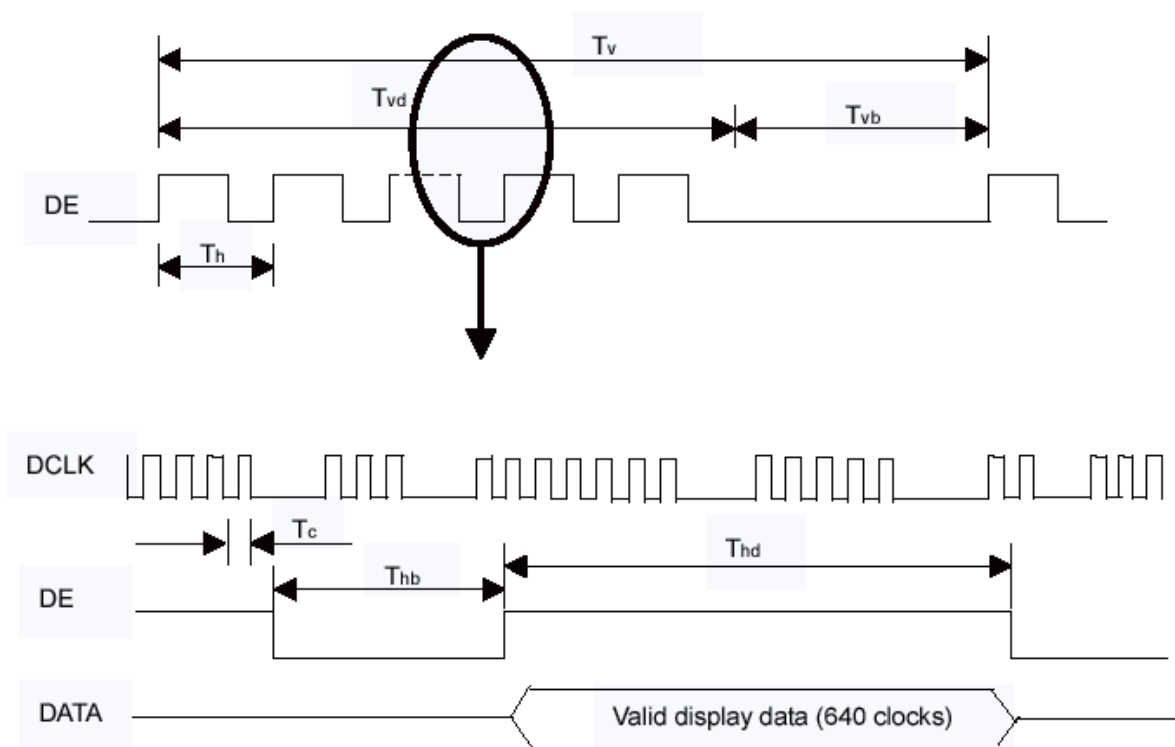 Tv
Tvd
Tvb
DE
Th
DCLK
Tc
Thd
Thb
DE
DATA
Valid display data (640 clocks)